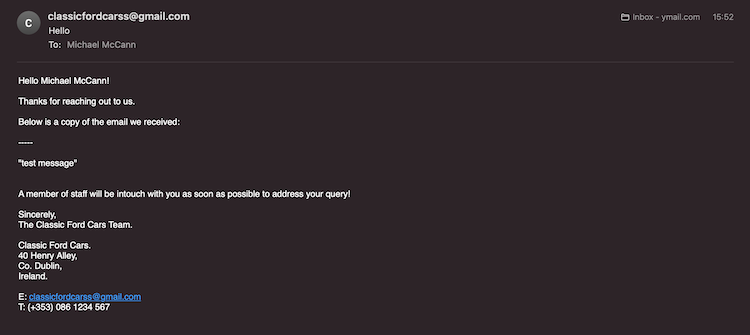 C
classicfordcarss@gmail.com
Inbox - ymail.com 15:52
Hello
To: Michael McCann
Hello Michael McCann!
Thanks for reaching out to us.
Below is a copy of the email we received:
-----
"test message"
A member of staff will be intouch with you as soon as possible to address your query!
Sincerely,
The Classic Ford Cars Team.
Classic Ford Cars.
40 Henry Alley,
Co. Dublin,
Ireland.
E: classicfordcarss@gmail.com
T: (+353) 086 1234 567